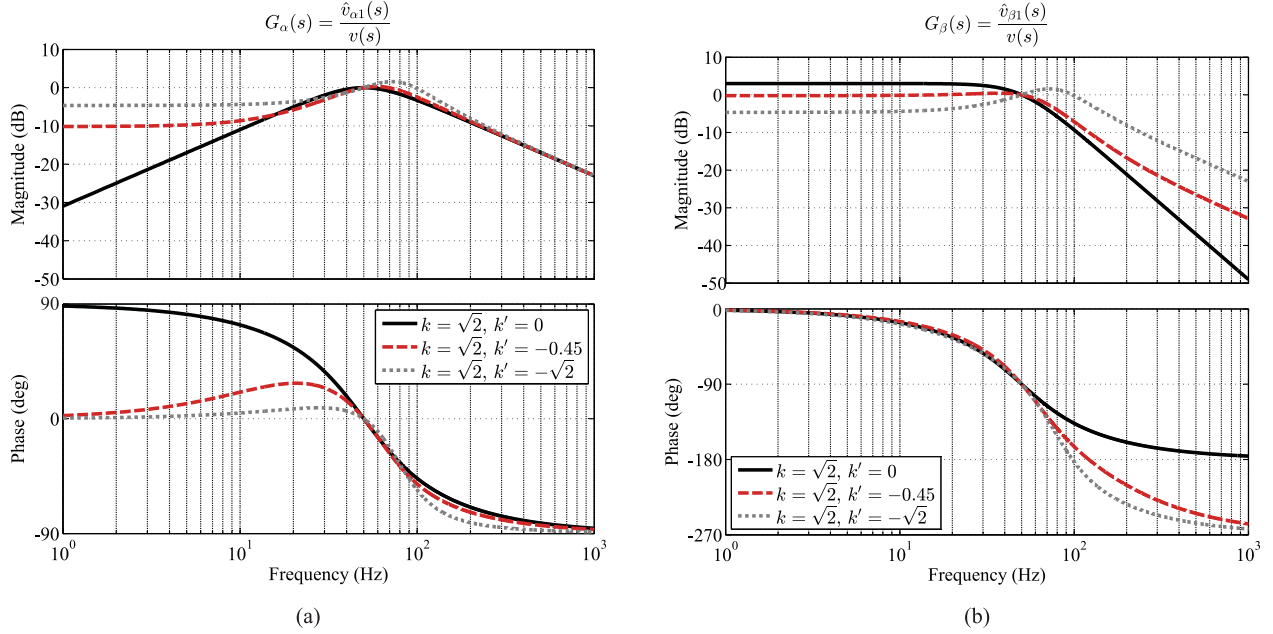 G_α(s) = v̂_α1(s) / v(s)
10
0
-10
-20
-30
-40
-50
Magnitude (dB)
90
0
-90
Phase (deg)
k = √2, k′ = 0
k = √2, k′ = −0.45
k = √2, k′ = −√2
10^0
10^1
10^2
10^3
Frequency (Hz)
(a)
G_β(s) = v̂_β1(s) / v(s)
10
0
-10
-20
-30
-40
-50
Magnitude (dB)
0
-90
-180
-270
Phase (deg)
k = √2, k′ = 0
k = √2, k′ = −0.45
k = √2, k′ = −√2
10^0
10^1
10^2
10^3
Frequency (Hz)
(b)